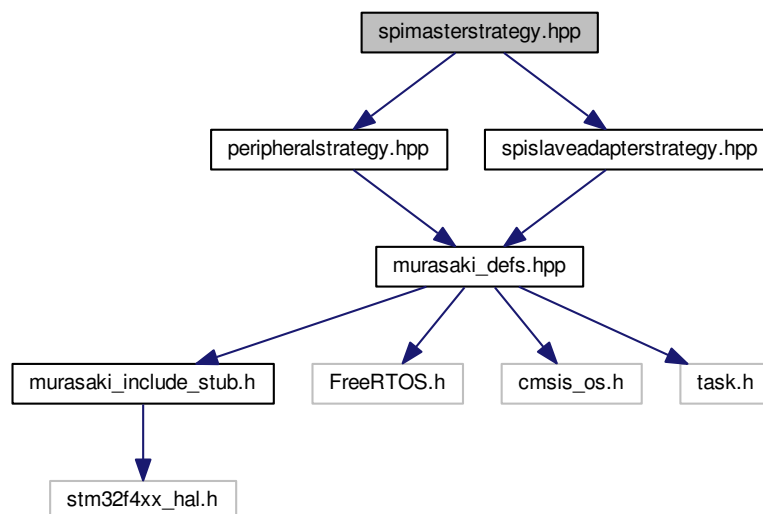 spimasterstrategy.hpp
peripheralstrategy.hpp
spislaveadapterstrategy.hpp
murasaki_defs.hpp
murasaki_include_stub.h
FreeRTOS.h
cmsis_os.h
task.h
stm32f4xx_hal.h